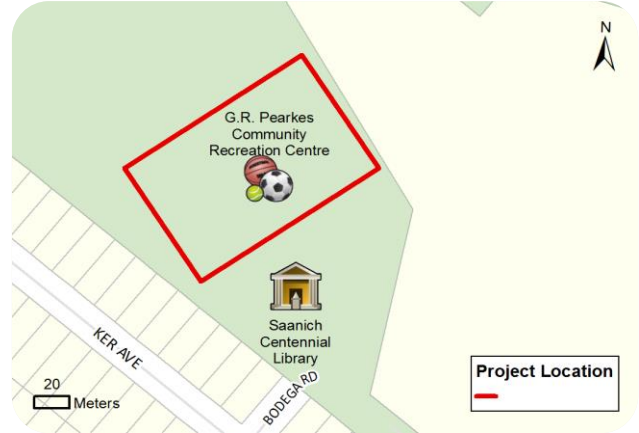 N
G.R. Pearkes
Community
Recreation Centre
Saanich
Centennial
Library
KER AVE
BODEGA RD
20
Meters
Project Location